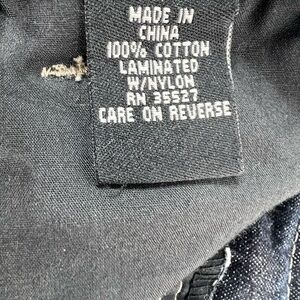 MADE IN
CHINA
100% COTTON
LAMINATED
W/NYLON
RN 35527
CARE ON REVERSE